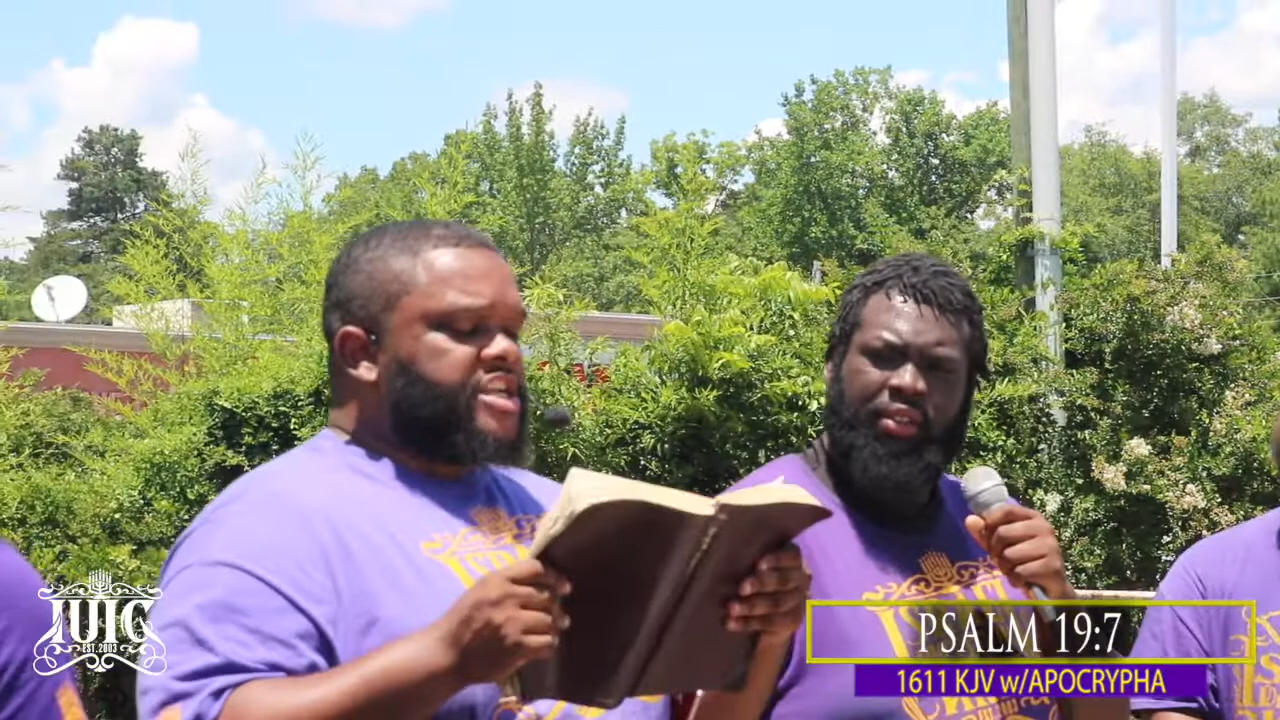 IUIC
EST. 2003
PSALM 19:7
1611 KJV w/APOCRYPHA